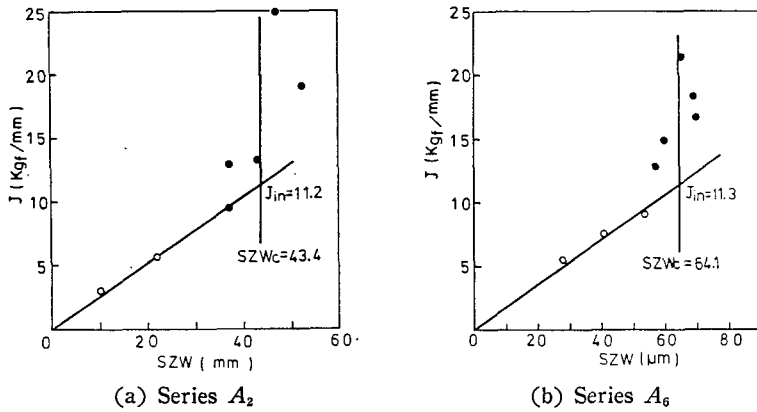 25
20
15
10
5
0
J (Kgf/mm)
Jin=11.2
SZWc=43.4
20
40
60
SZW ( mm )
(a) Series A2
25
20
15
10
5
0
J (Kgf/mm)
Jin=11.3
SZWc=64.1
20
40
60
80
SZW (μm)
(b) Series A6